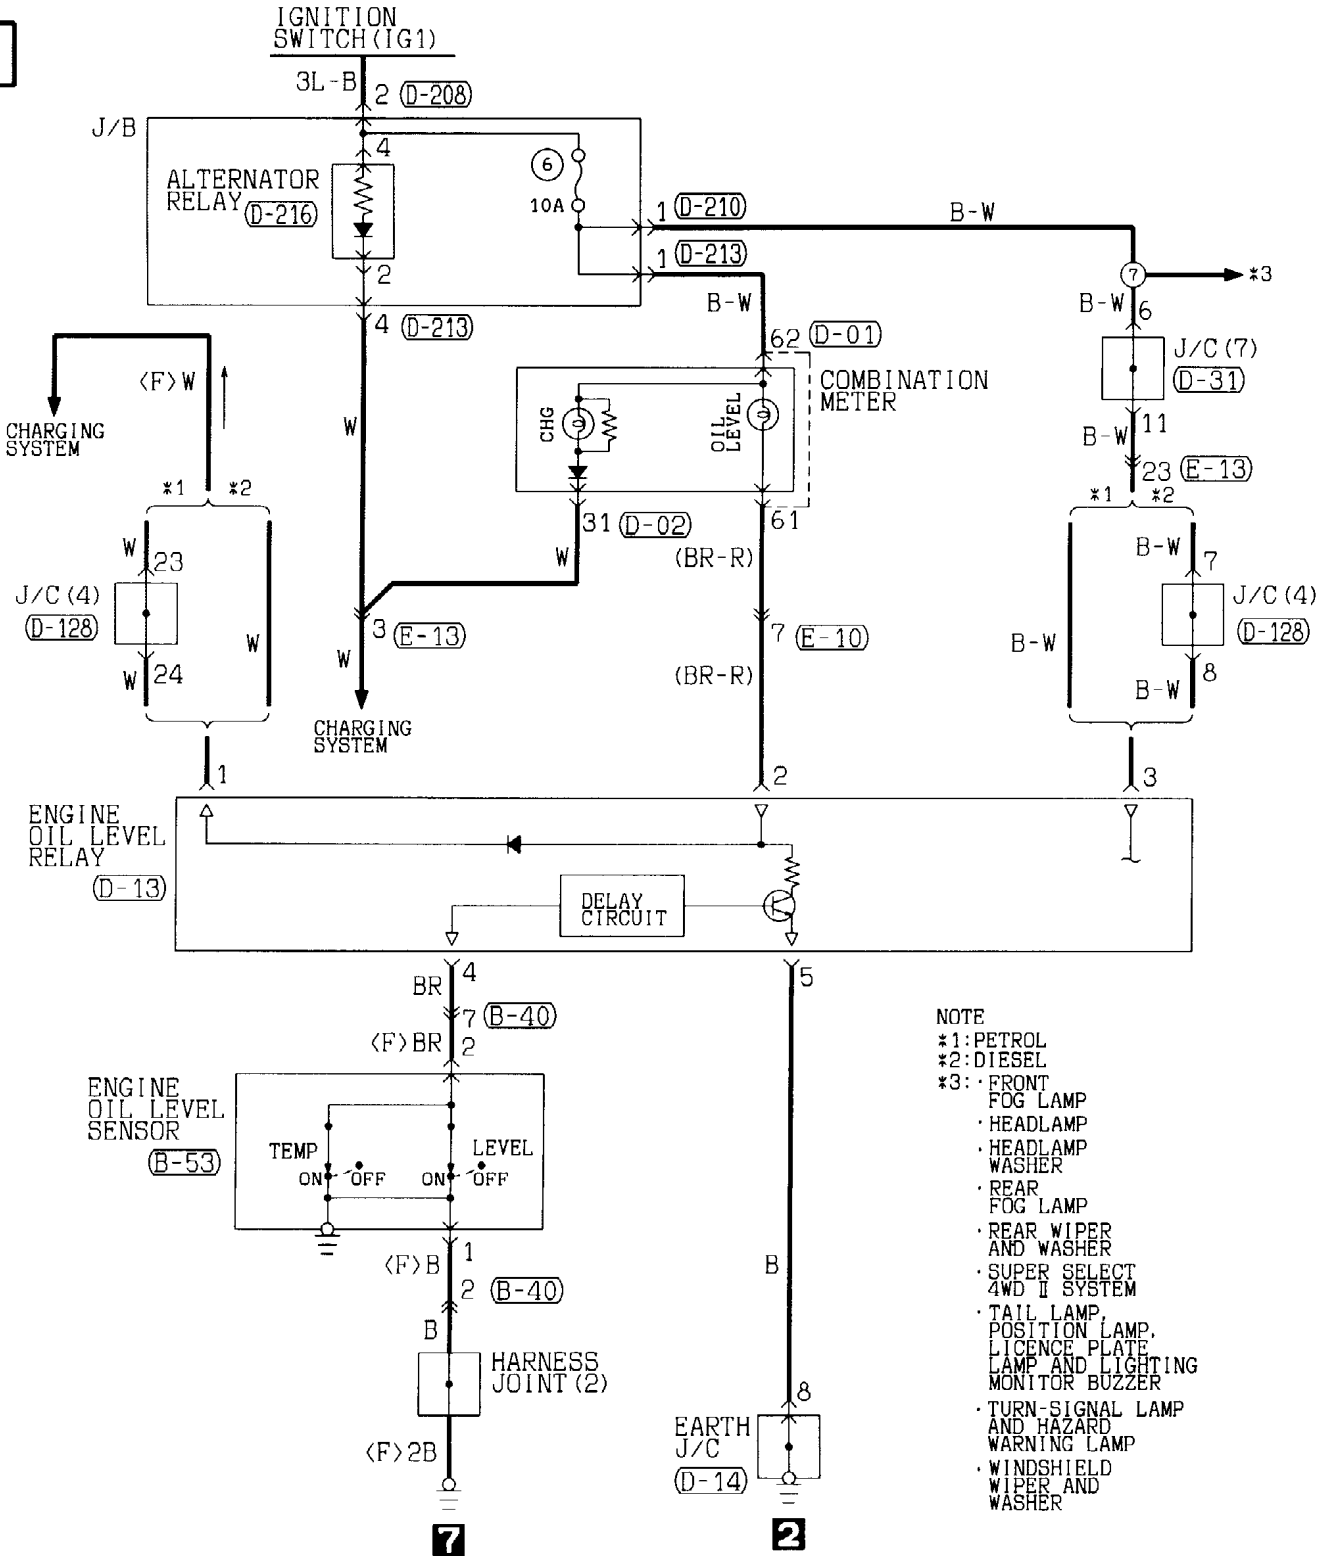 IGNITION
SWITCH(IG1)
3L-B
2 D-208
J/B
4
ALTERNATOR
RELAY D-216
6
10A
2
1 D-210
B-W
1 D-213
7
*3
B-W
B-W 6
4 D-213
62 D-01
J/C(7)
D-31
<F>W
COMBINATION
METER
CHARGING
SYSTEM
W
CHG
OIL
LEVEL
11
B-W
23 E-13
*1 *2
*1 *2
31 D-02
61
W 23
W
(BR-R)
B-W 7
J/C(4)
D-128
J/C(4)
D-128
W
3 E-13
7 E-10
B-W
W 24
W
(BR-R)
8
B-W
CHARGING
SYSTEM
1
2
3
ENGINE
OIL LEVEL
RELAY
D-13
DELAY
CIRCUIT
4
5
BR
7 B-40
<F>BR 2
ENGINE
OIL LEVEL
SENSOR
B-53
TEMP
ON OFF
LEVEL
ON OFF
1
<F>B
2 B-40
B
B
HARNESS
JOINT(2)
8
<F>2B
EARTH
J/C
D-14
7
2
NOTE
*1:PETROL
*2:DIESEL
*3:·FRONT
FOG LAMP
·HEADLAMP
·HEADLAMP
WASHER
·REAR
FOG LAMP
·REAR WIPER
AND WASHER
·SUPER SELECT
4WD Ⅱ SYSTEM
·TAIL LAMP,
POSITION LAMP,
LICENCE PLATE
LAMP AND LIGHTING
MONITOR BUZZER
·TURN-SIGNAL LAMP
AND HAZARD
WARNING LAMP
·WINDSHIELD
WIPER AND
WASHER